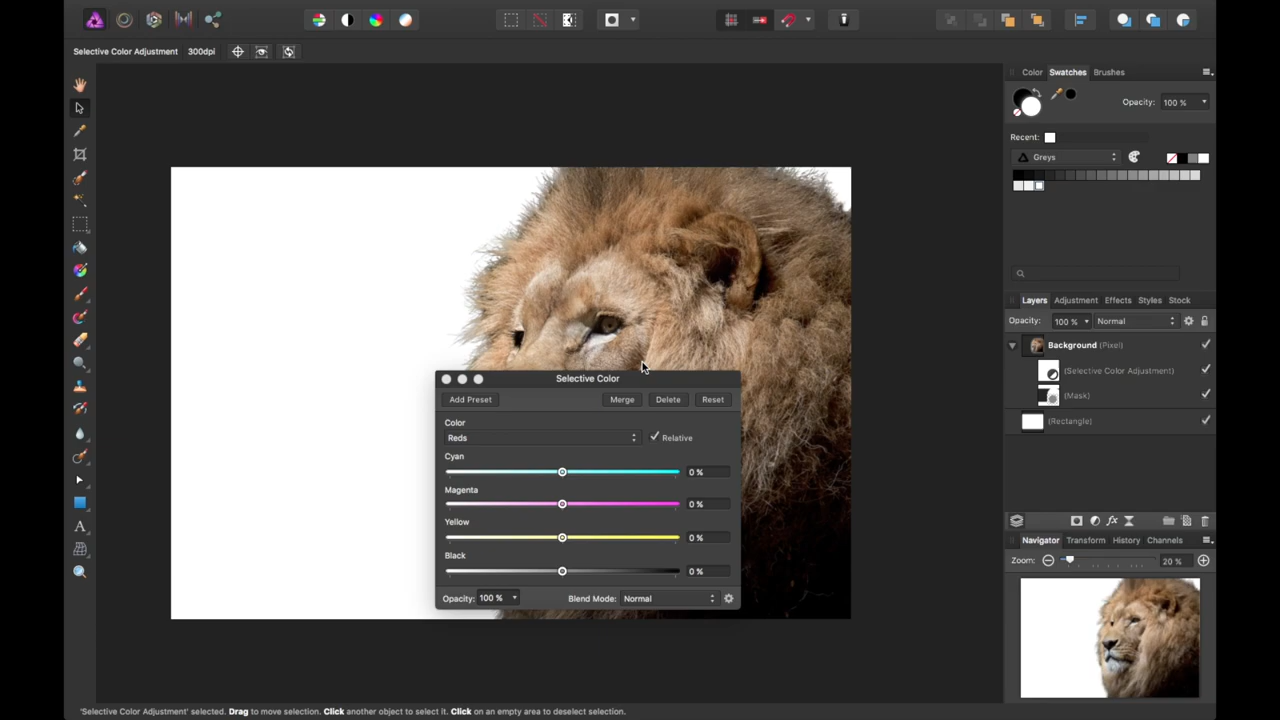 Selective Color Adjustment 300dpi
Color Swatches Brushes
Opacity: 100 %
Recent:
Greys
Layers Adjustment Effects Styles Stock
Opacity: 100 % Normal
Background (Pixel)
(Selective Color Adjustment)
(Mask)
(Rectangle)
Selective Color
Add Preset Merge Delete Reset
Color
Reds Relative
Cyan
0 %
Magenta
0 %
Yellow
0 %
Black
0 %
Opacity: 100 % Blend Mode: Normal
Navigator Transform History Channels
Zoom: 20 %
'Selective Color Adjustment' selected. Drag to move selection. Click another object to select it. Click on an empty area to deselect selection.